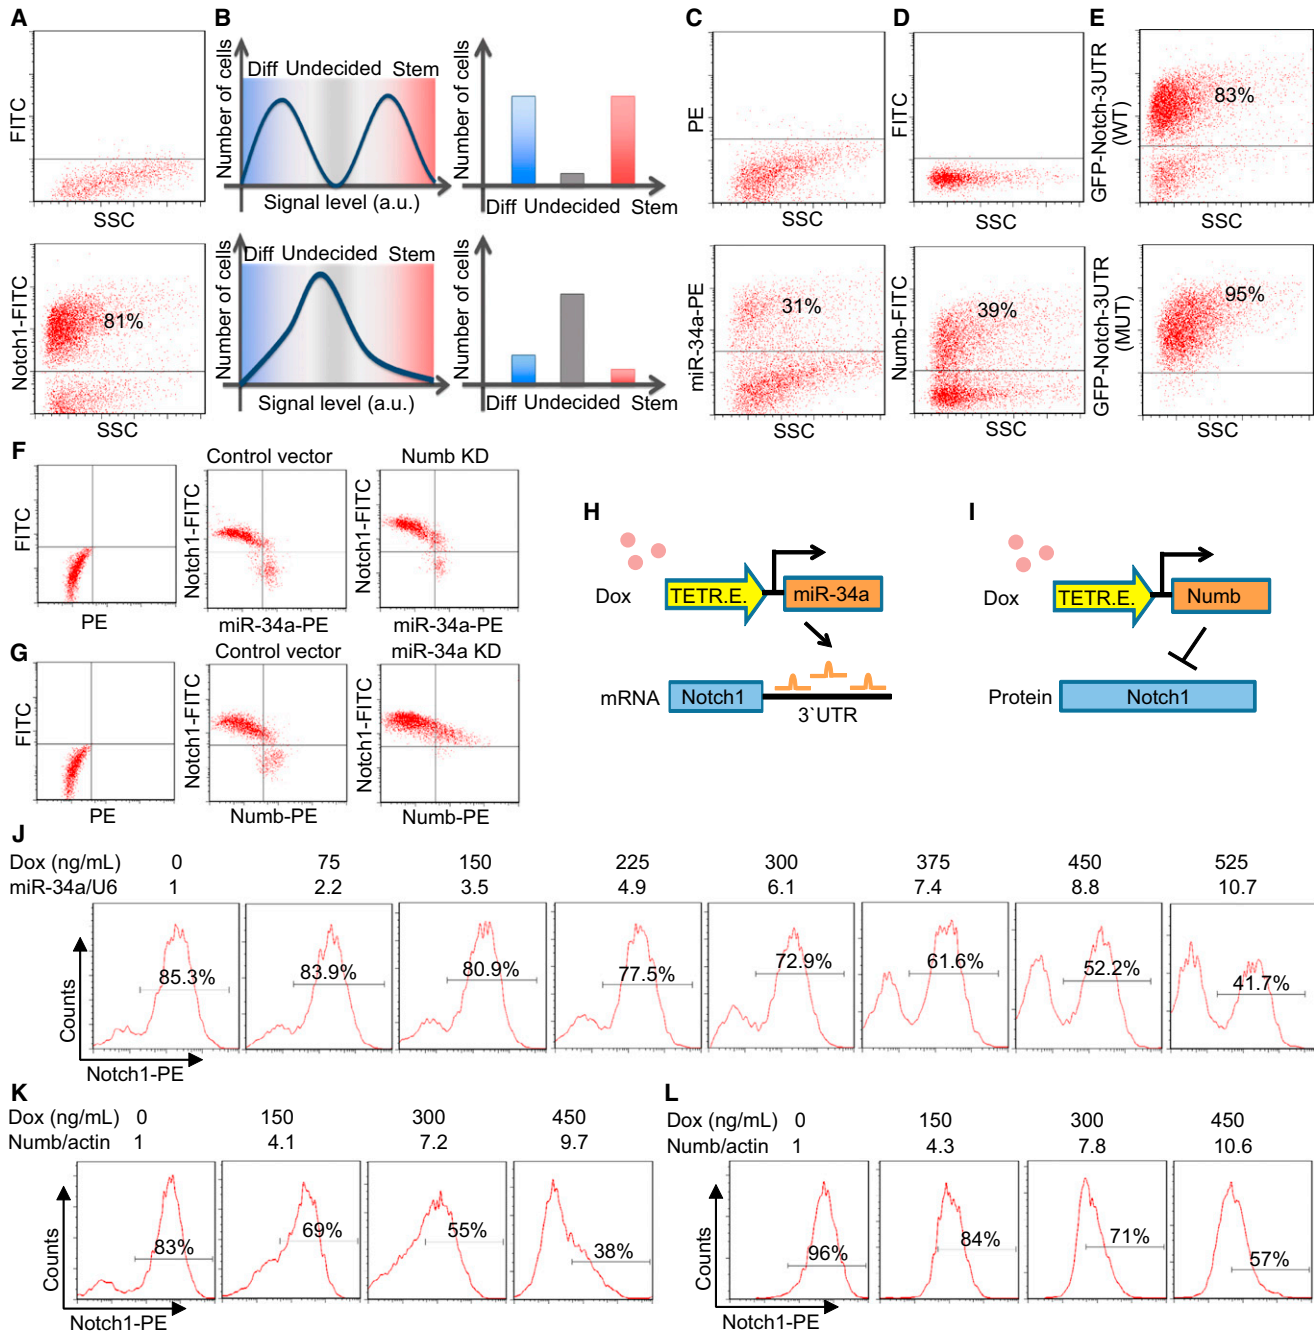 A
FITC
SSC
Notch1-FITC
81%
SSC
B
Number of cells
Diff Undecided Stem
Signal level (a.u.)
Number of cells
Diff Undecided Stem
Number of cells
Diff Undecided Stem
Signal level (a.u.)
Number of cells
Diff Undecided Stem
C
PE
SSC
miR-34a-PE
31%
SSC
D
FITC
SSC
Numb-FITC
39%
SSC
E
GFP-Notch-3UTR
(WT)
83%
SSC
GFP-Notch-3UTR
(MUT)
95%
SSC
F
FITC
PE
Control vector
Notch1-FITC
miR-34a-PE
Numb KD
Notch1-FITC
miR-34a-PE
G
FITC
PE
Control vector
Notch1-FITC
Numb-PE
miR-34a KD
Notch1-FITC
Numb-PE
H
Dox
TETR.E.
miR-34a
mRNA
Notch1
3`UTR
I
Dox
TETR.E.
Numb
Protein
Notch1
J
Dox (ng/mL) 0 75 150 225 300 375 450 525
miR-34a/U6 1 2.2 3.5 4.9 6.1 7.4 8.8 10.7
Counts
85.3% 83.9% 80.9% 77.5% 72.9% 61.6% 52.2% 41.7%
Notch1-PE
K
Dox (ng/mL) 0 150 300 450
Numb/actin 1 4.1 7.2 9.7
Counts
83% 69% 55% 38%
Notch1-PE
L
Dox (ng/mL) 0 150 300 450
Numb/actin 1 4.3 7.8 10.6
Counts
96% 84% 71% 57%
Notch1-PE